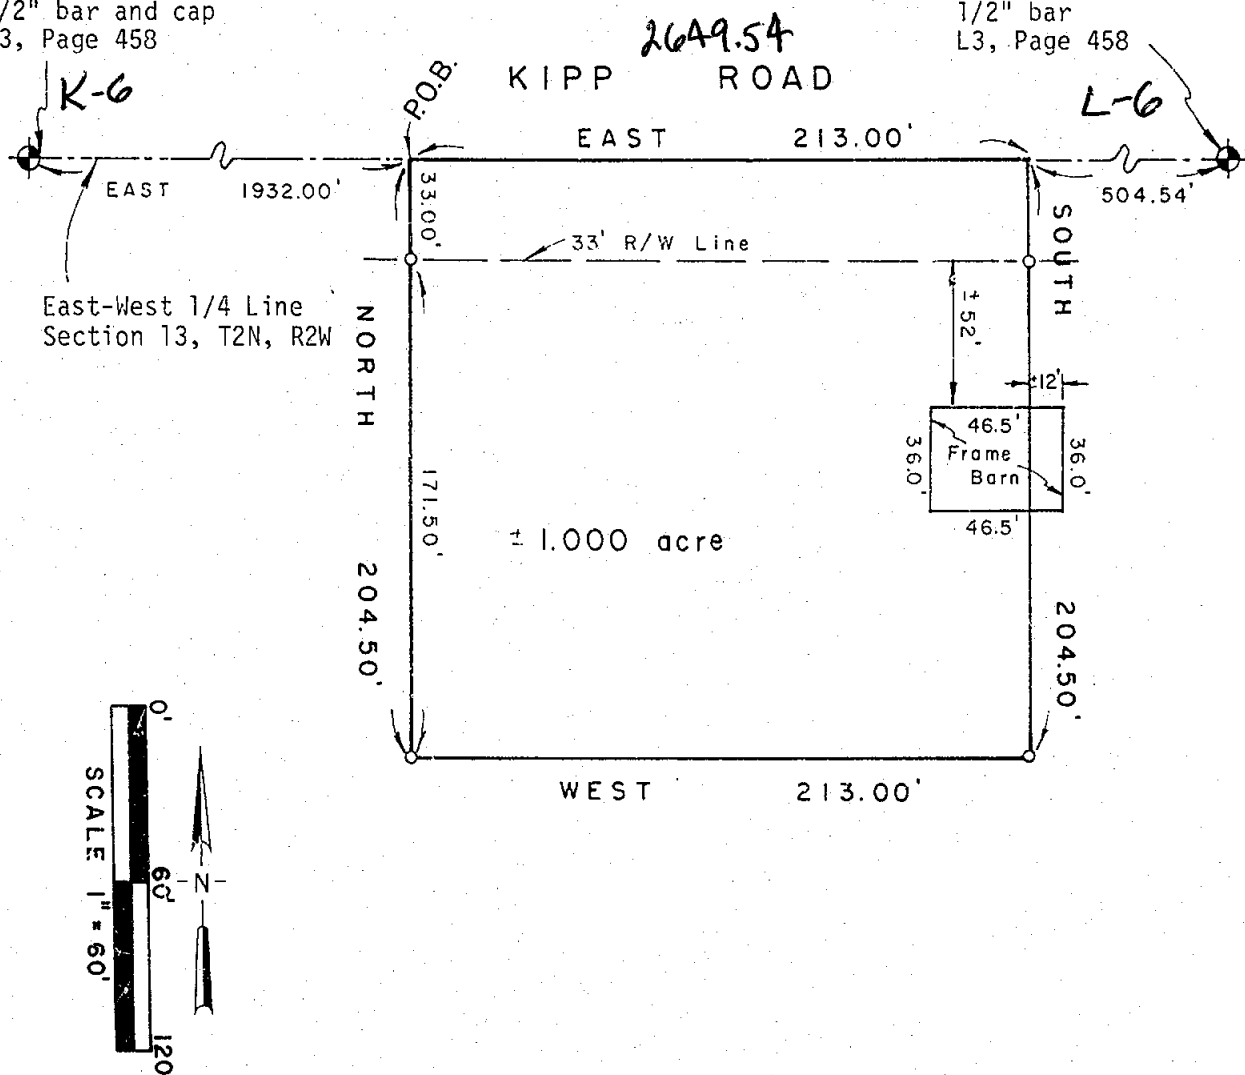 /2" bar and cap
3, Page 458
K-6
2649.54
KIPP ROAD
1/2" bar
L3, Page 458
L-6
P.O.B.
EAST 213.00'
EAST 1932.00'
504.54'
33.00'
33' R/W Line
SOUTH
East-West 1/4 Line
Section 13, T2N, R2W
NORTH
± 52'
±12'
46.5'
36.0'
Frame
Barn
36.0'
46.5'
171.50'
± 1.000 acre
204.50'
204.50'
WEST 213.00'
0'
60'
120
SCALE 1" = 60'
-N-